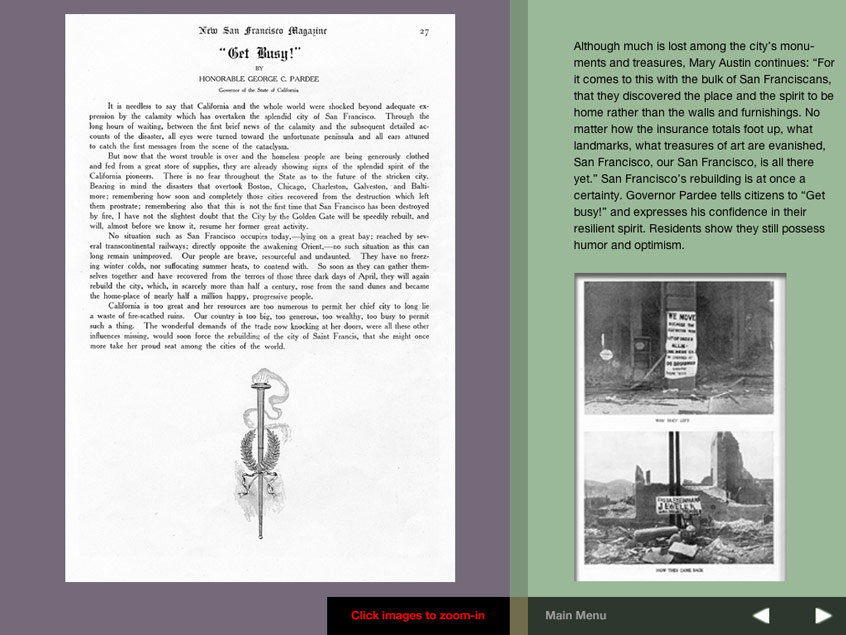 New San Francisco Magazine
27
"Get Busy!"
BY
HONORABLE GEORGE C. PARDEE
Governor of the State of California
It is needless to say that California and the whole world were shocked beyond adequate ex-
pression by the calamity which has overtaken the splendid city of San Francisco. Through the
long hours of waiting, between the first brief news of the calamity and the subsequent detailed ac-
counts of the disaster, all eyes were turned toward the unfortunate peninsula and all ears attuned
to catch the first messages from the scene of the cataclysm.
But now that the worst trouble is over and the homeless people are being generously clothed
and fed from a great store of supplies, they are already showing signs of the splendid spirit of the
California pioneers. There is no fear throughout the State as to the future of the stricken city.
Bearing in mind the disasters that overtook Boston, Chicago, Charleston, Galveston, and Balti-
more; remembering how soon and completely those cities recovered from the destruction which left
them prostrate; remembering also that this is not the first time that San Francisco has been destroyed
by fire, I have not the slightest doubt that the City by the Golden Gate will be speedily rebuilt, and
will, almost before we know it, resume her former great activity.
No situation such as San Francisco occupies today,—lying on a great bay; reached by sev-
eral transcontinental railways; directly opposite the awakening Orient,—no such situation as this can
long remain unimproved. Our people are brave, resourceful and undaunted. They have no freez-
ing winter colds, nor suffocating summer heats, to contend with. So soon as they can gather them-
selves together and have recovered from the terrors of those three dark days of April, they will again
rebuild the city, which, in scarcely more than half a century, rose from the sand dunes and became
the home-place of nearly half a million happy, progressive people.
California is too great and her resources are too numerous to permit her chief city to long lie
a waste of fire-scathed ruins. Our country is too big, too generous, too wealthy, too busy to permit
such a thing. The wonderful demands of the trade now knocking at her doors, were all these other
influences missing, would soon force the rebuilding of the city of Saint Francis, that she might once
more take her proud seat among the cities of the world.
Although much is lost among the city's monu-
ments and treasures, Mary Austin continues: "For
it comes to this with the bulk of San Franciscans,
that they discovered the place and the spirit to be
home rather than the walls and furnishings. No
matter how the insurance totals foot up, what
landmarks, what treasures of art are evanished,
San Francisco, our San Francisco, is all there
yet." San Francisco's rebuilding is at once a
certainty. Governor Pardee tells citizens to "Get
busy!" and expresses his confidence in their
resilient spirit. Residents show they still possess
humor and optimism.
WE MOVE
WHY THEY LEFT
JEWELER
HOW THEY CAME BACK
Click images to zoom-in
Main Menu